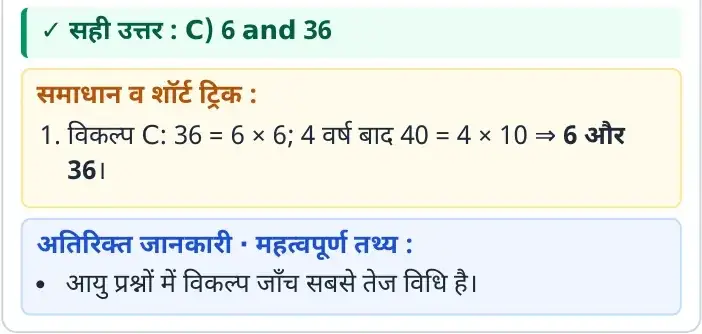 ✓ सही उत्तर : C) 6 and 36
समाधान व शॉर्ट ट्रिक :
1. विकल्प C: 36 = 6 × 6; 4 वर्ष बाद 40 = 4 × 10 ⇒ 6 और
36।
अतिरिक्त जानकारी · महत्वपूर्ण तथ्य :
• आयु प्रश्नों में विकल्प जाँच सबसे तेज विधि है।